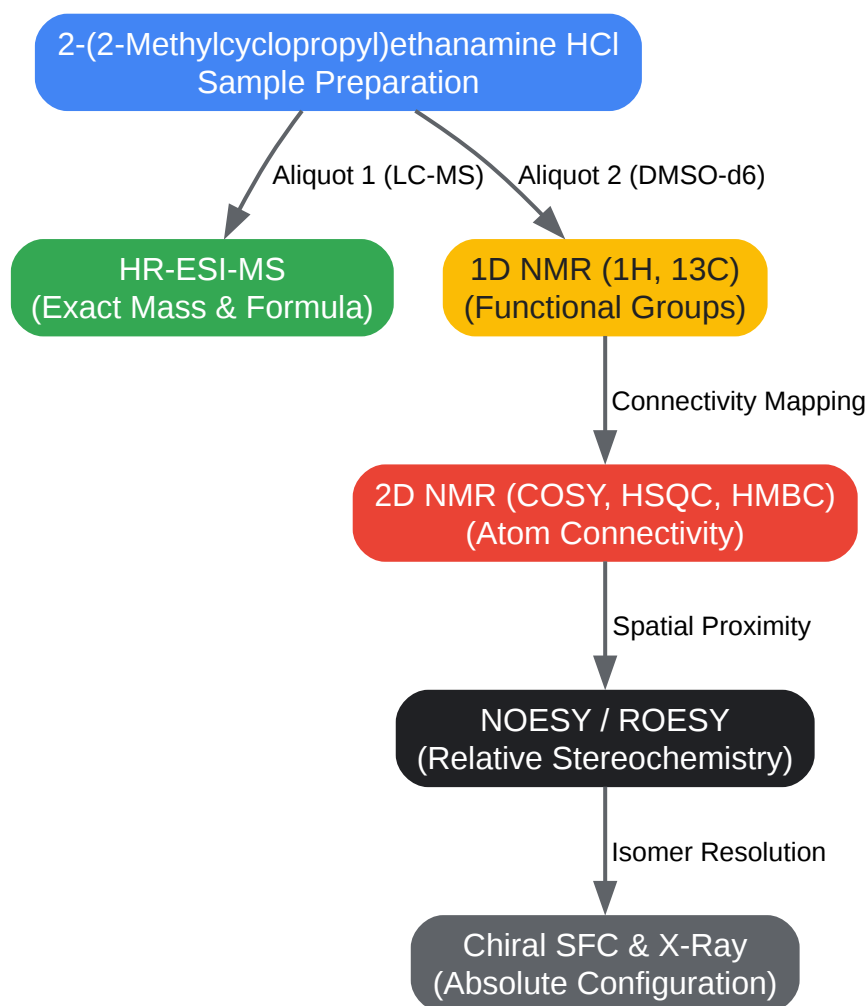 2-(2-Methylcyclopropyl)ethanamine HCl
Sample Preparation
Aliquot 1 (LC-MS)
Aliquot 2 (DMSO-d6)
HR-ESI-MS
(Exact Mass & Formula)
1D NMR (1H, 13C)
(Functional Groups)
Connectivity Mapping
2D NMR (COSY, HSQC, HMBC)
(Atom Connectivity)
Spatial Proximity
NOESY / ROESY
(Relative Stereochemistry)
Isomer Resolution
Chiral SFC & X-Ray
(Absolute Configuration)